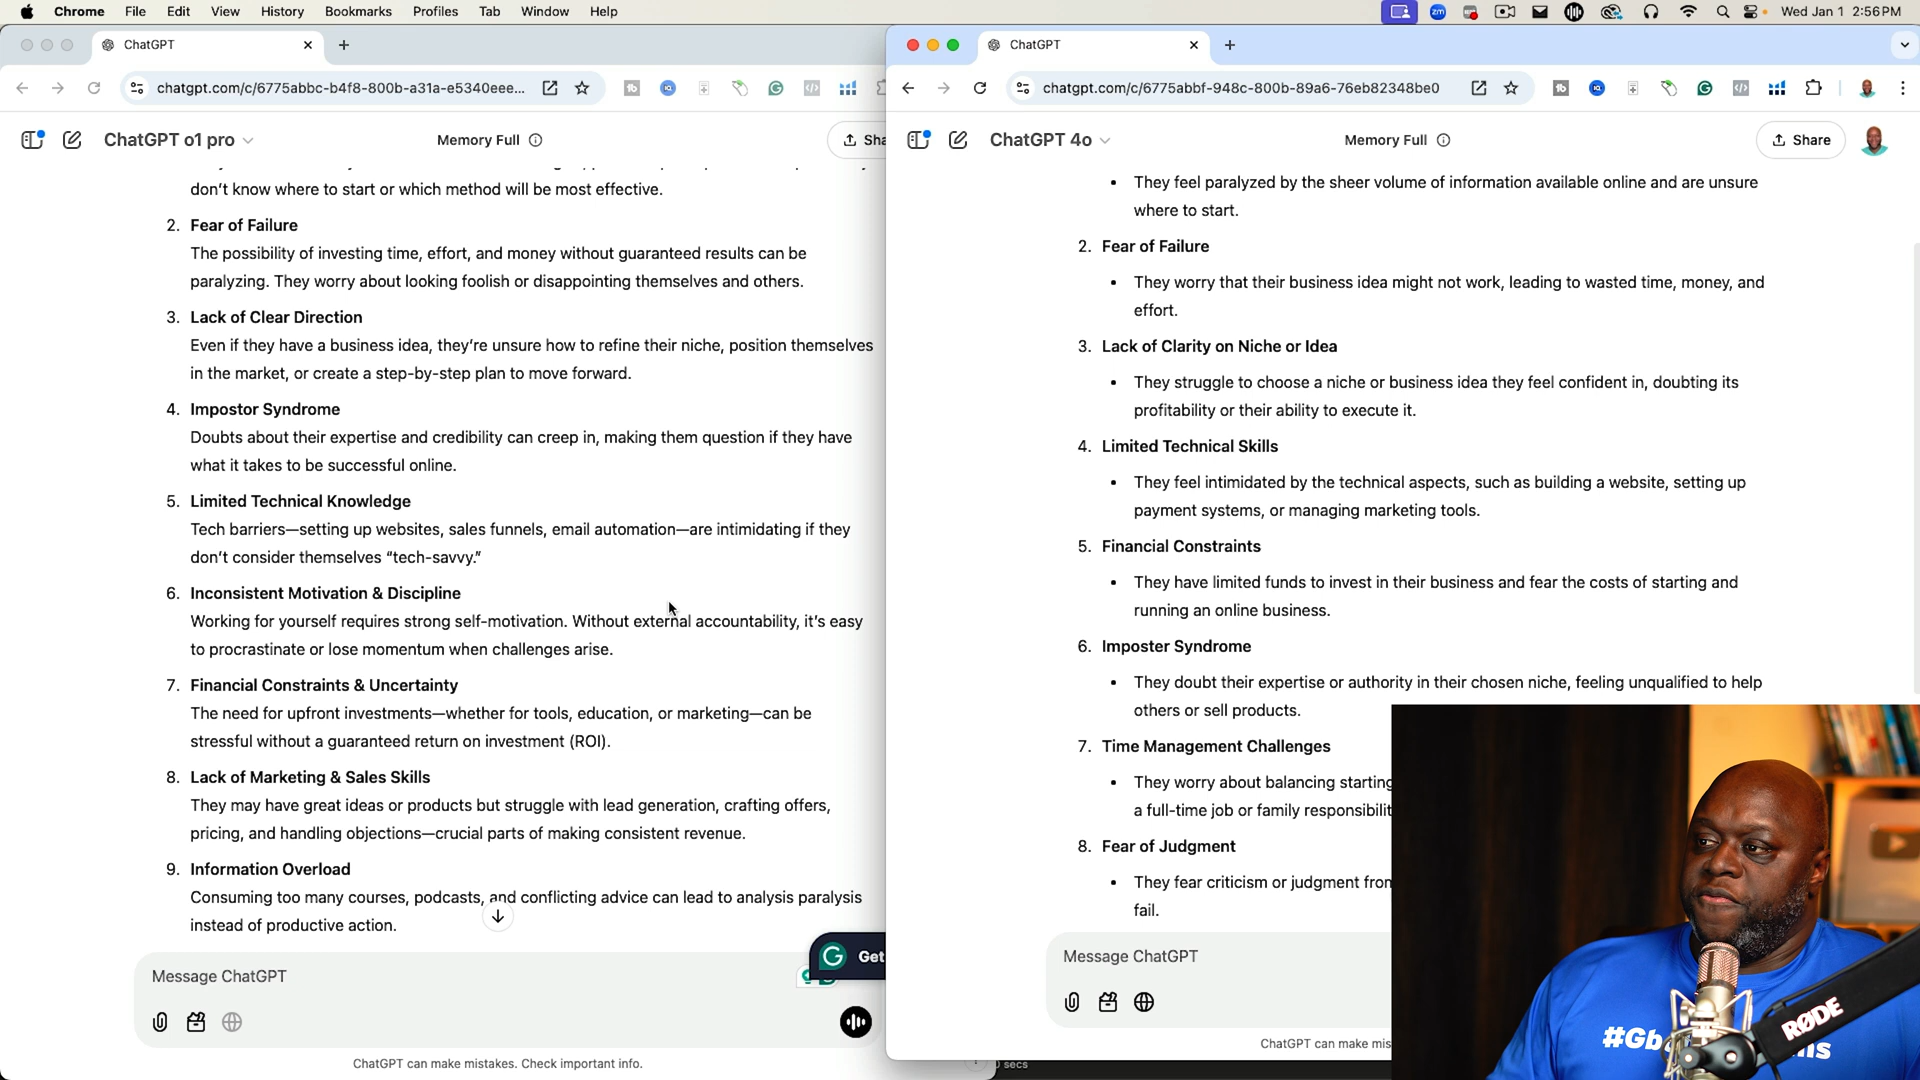 Chrome File Edit View History Bookmarks Profiles Tab Window Help
zm
Wed Jan 1 2:56 PM
ChatGPT
chatgpt.com/c/6775abbc-b4f8-800b-a31a-e5340eee...
ChatGPT o1 pro
Memory Full
Sha
don't know where to start or which method will be most effective.
2. Fear of Failure
The possibility of investing time, effort, and money without guaranteed results can be
paralyzing. They worry about looking foolish or disappointing themselves and others.
3. Lack of Clear Direction
Even if they have a business idea, they're unsure how to refine their niche, position themselves
in the market, or create a step-by-step plan to move forward.
4. Impostor Syndrome
Doubts about their expertise and credibility can creep in, making them question if they have
what it takes to be successful online.
5. Limited Technical Knowledge
Tech barriers—setting up websites, sales funnels, email automation—are intimidating if they
don't consider themselves “tech-savvy.”
6. Inconsistent Motivation & Discipline
Working for yourself requires strong self-motivation. Without external accountability, it's easy
to procrastinate or lose momentum when challenges arise.
7. Financial Constraints & Uncertainty
The need for upfront investments—whether for tools, education, or marketing—can be
stressful without a guaranteed return on investment (ROI).
8. Lack of Marketing & Sales Skills
They may have great ideas or products but struggle with lead generation, crafting offers,
pricing, and handling objections—crucial parts of making consistent revenue.
9. Information Overload
Consuming too many courses, podcasts, and conflicting advice can lead to analysis paralysis
instead of productive action.
Get
Message ChatGPT
ChatGPT can make mistakes. Check important info.
ChatGPT
chatgpt.com/c/6775abbf-948c-800b-89a6-76eb82348be0
ChatGPT 4o
Memory Full
Share
• They feel paralyzed by the sheer volume of information available online and are unsure
where to start.
2. Fear of Failure
• They worry that their business idea might not work, leading to wasted time, money, and
effort.
3. Lack of Clarity on Niche or Idea
• They struggle to choose a niche or business idea they feel confident in, doubting its
profitability or their ability to execute it.
4. Limited Technical Skills
• They feel intimidated by the technical aspects, such as building a website, setting up
payment systems, or managing marketing tools.
5. Financial Constraints
• They have limited funds to invest in their business and fear the costs of starting and
running an online business.
6. Imposter Syndrome
• They doubt their expertise or authority in their chosen niche, feeling unqualified to help
others or sell products.
7. Time Management Challenges
• They worry about balancing starting
a full-time job or family responsibilit
8. Fear of Judgment
• They fear criticism or judgment from
fail.
Message ChatGPT
ChatGPT can make mis
secs
RØDE